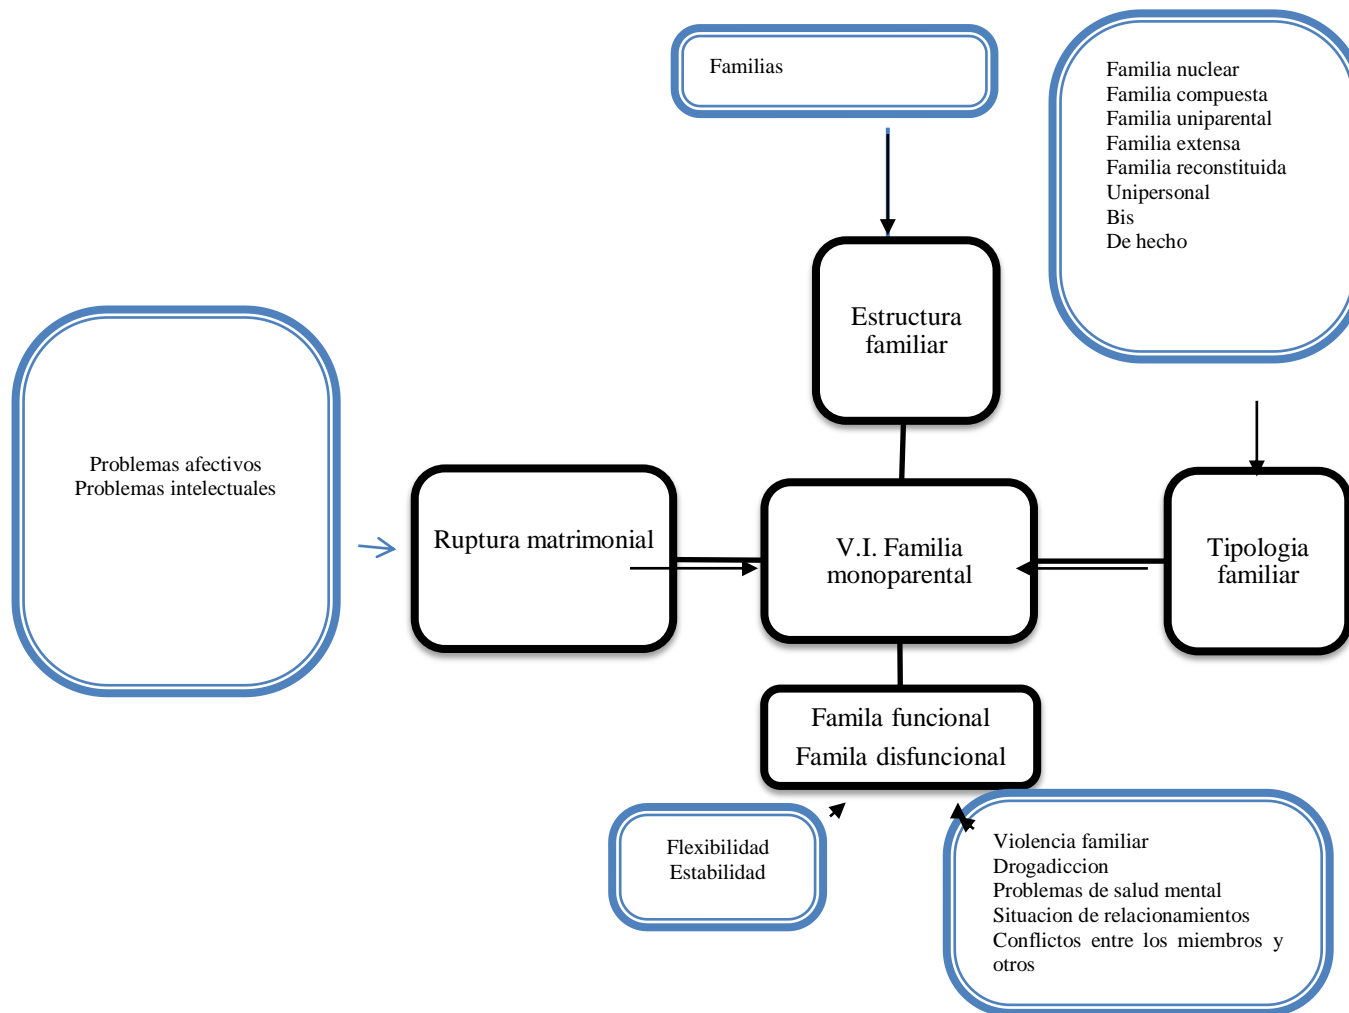 Familias
Familia nuclear
Familia compuesta
Familia uniparental
Familia extensa
Familia reconstituida
Unipersonal
Bis
De hecho
Estructura
familiar
Problemas afectivos
Problemas intelectuales
Ruptura matrimonial
V.I. Familia
monoparental
Tipologia
familiar
Famila funcional
Famila disfuncional
Flexibilidad
Estabilidad
Violencia familiar
Drogadiccion
Problemas de salud mental
Situacion de relacionamientos
Conflictos entre los miembros y
otros